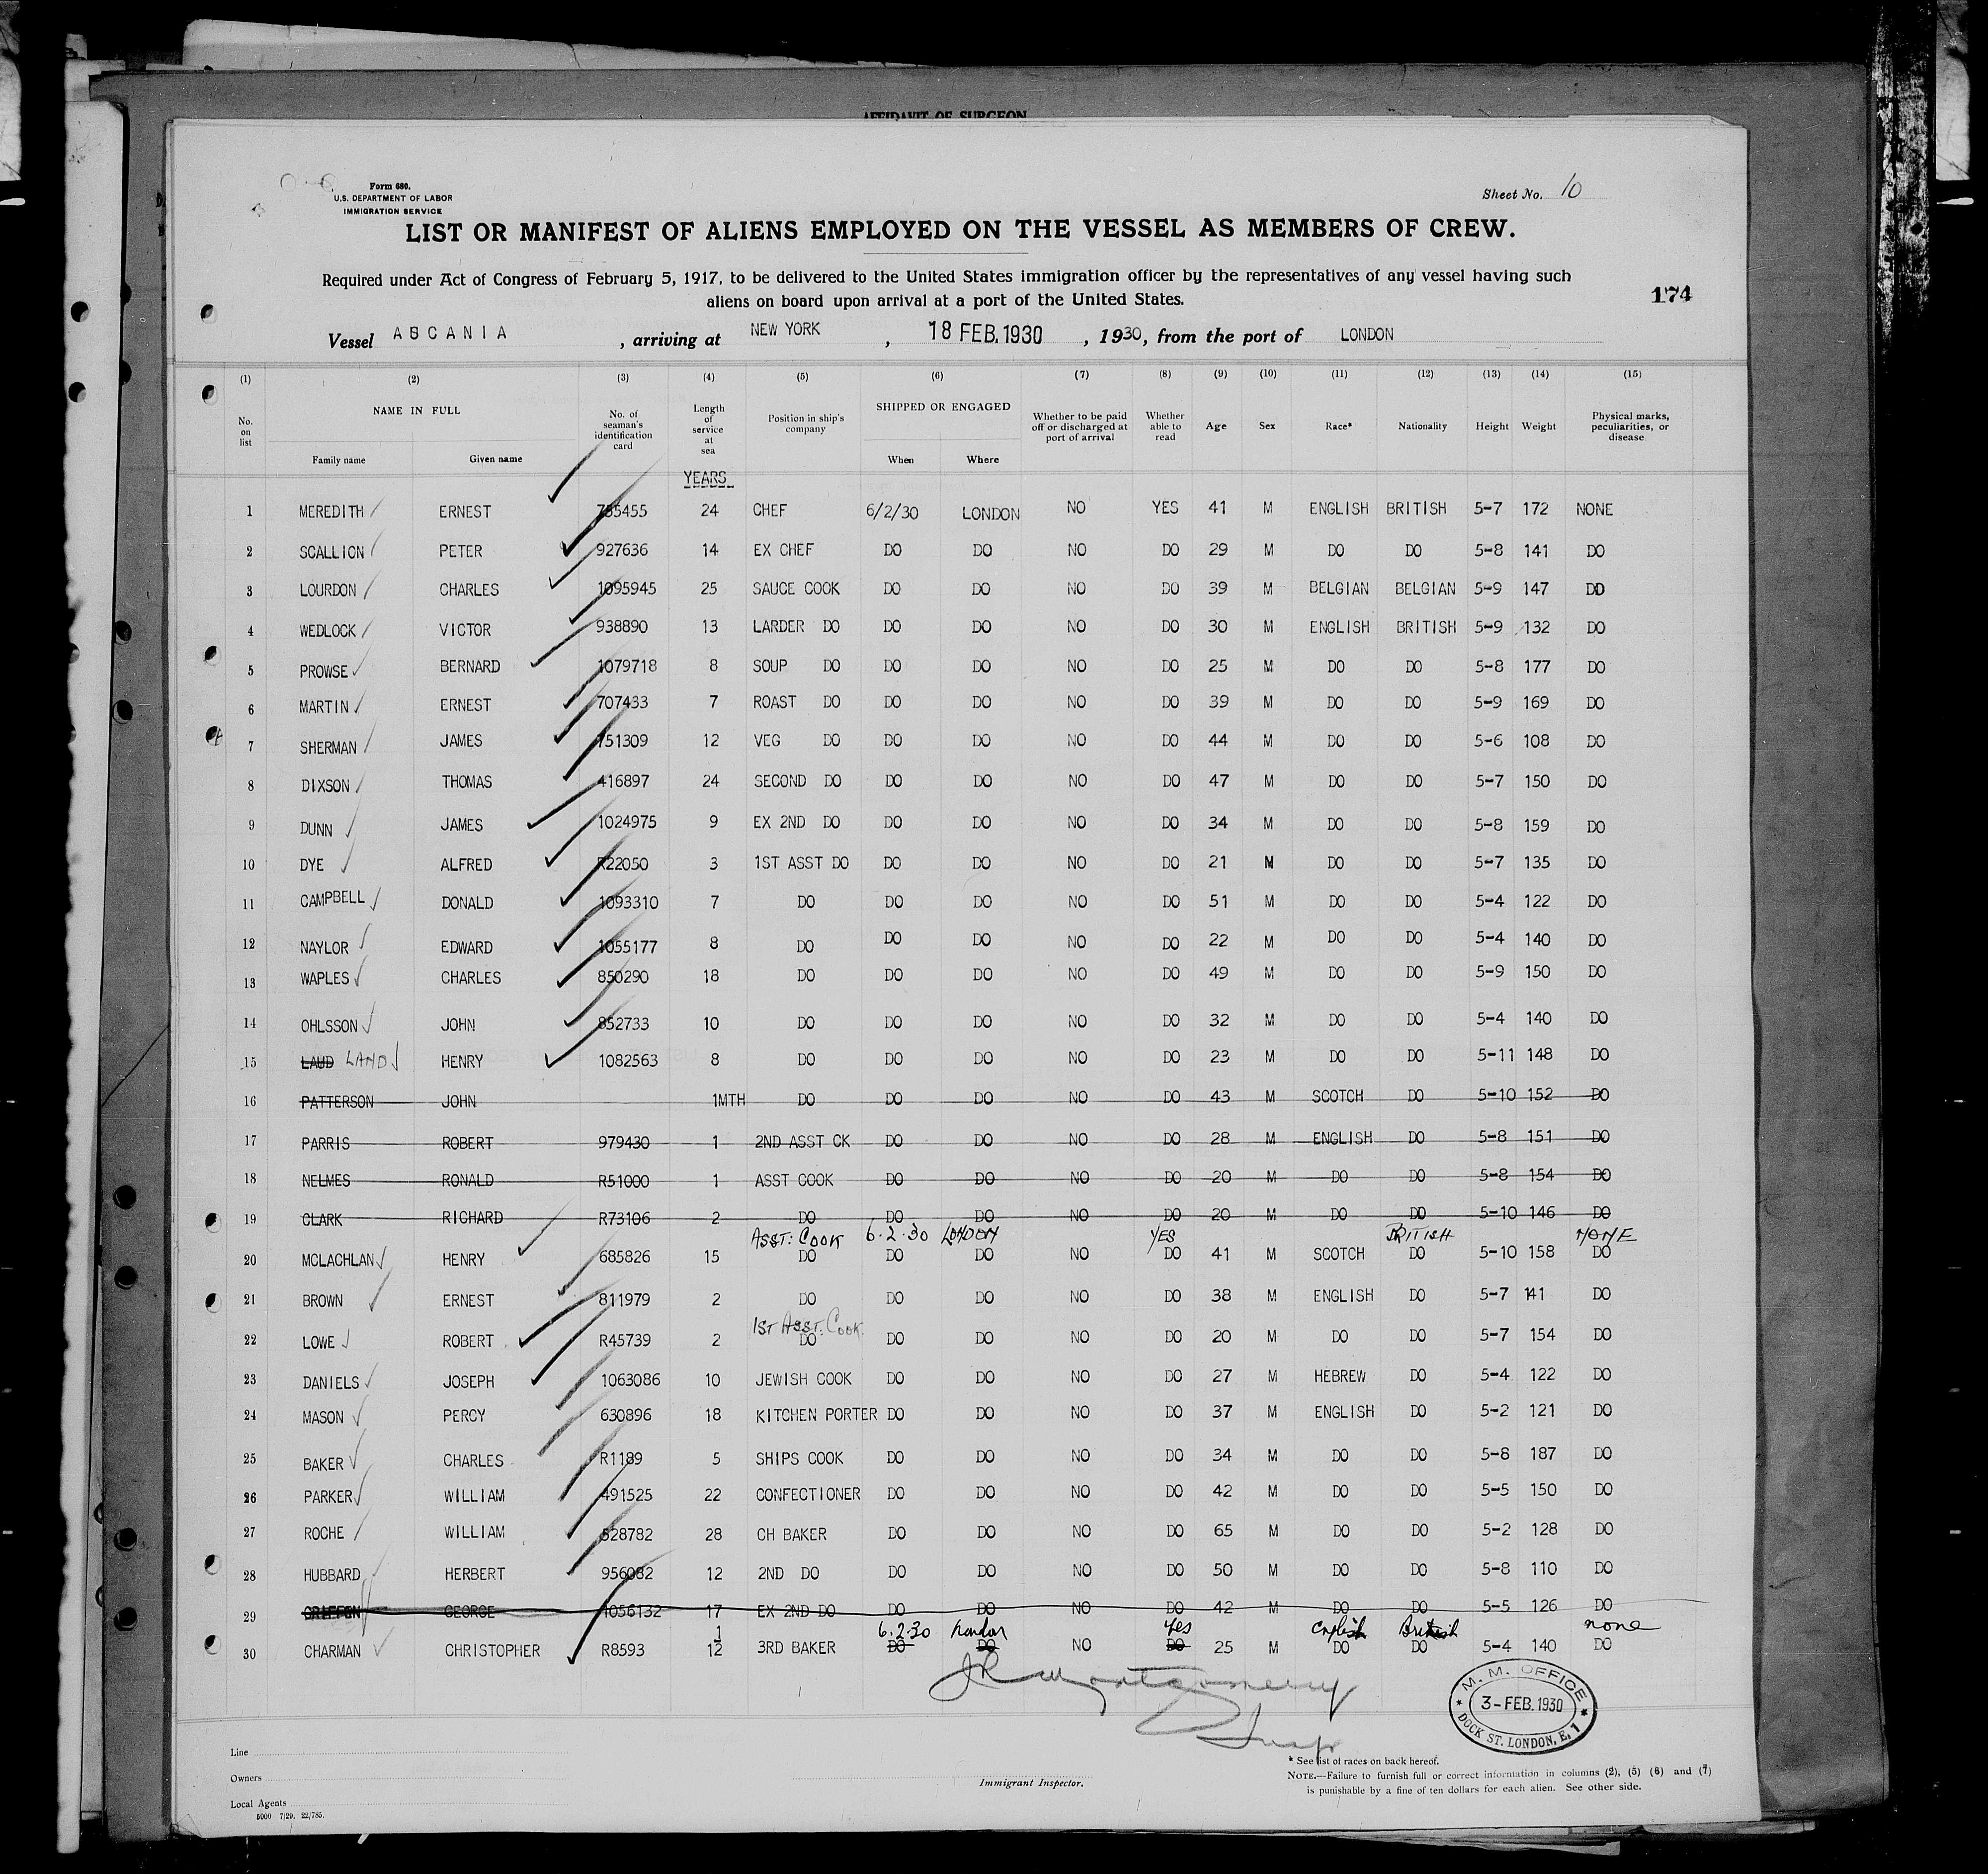 AFFIDAVIT OF SURGEON
Form 680.
U.S. DEPARTMENT OF LABOR
IMMIGRATION SERVICE
Sheet No. 10
LIST OR MANIFEST OF ALIENS EMPLOYED ON THE VESSEL AS MEMBERS OF CREW.
Required under Act of Congress of February 5, 1917, to be delivered to the United States immigration officer by the representatives of any vessel having such
aliens on board upon arrival at a port of the United States.
174
Vessel ASCANIA , arriving at NEW YORK , 18 FEB. 1930 , 1930, from the port of LONDON
(1) (2) (3) (4) (5) (6) (7) (8) (9) (10) (11) (12) (13) (14) (15)
No. on list NAME IN FULL Family name Given name No. of seaman's identification card Length of service at sea Position in ship's company SHIPPED OR ENGAGED When Where Whether to be paid off or discharged at port of arrival Whether able to read Age Sex Race* Nationality Height Weight Physical marks, peculiarities, or disease
YEARS
1 MEREDITH ERNEST 785455 24 CHEF 6/2/30 LONDON NO YES 41 M ENGLISH BRITISH 5-7 172 NONE
2 SCALLION PETER 927636 14 EX CHEF DO DO NO DO 29 M DO DO 5-8 141 DO
3 LOURDON CHARLES 1095945 25 SAUCE COOK DO DO NO DO 39 M BELGIAN BELGIAN 5-9 147 DO
4 WEDLOCK VICTOR 938890 13 LARDER DO DO DO NO DO 30 M ENGLISH BRITISH 5-9 132 DO
5 PROWSE BERNARD 1079718 8 SOUP DO DO DO NO DO 25 M DO DO 5-8 177 DO
6 MARTIN ERNEST 707433 7 ROAST DO DO DO NO DO 39 M DO DO 5-9 169 DO
7 SHERMAN JAMES 751309 12 VEG DO DO DO NO DO 44 M DO DO 5-6 108 DO
8 DIXSON THOMAS 416897 24 SECOND DO DO DO NO DO 47 M DO DO 5-7 150 DO
9 DUNN JAMES 1024975 9 EX 2ND DO DO DO NO DO 34 M DO DO 5-8 159 DO
10 DYE ALFRED R22050 3 1ST ASST DO DO DO NO DO 21 M DO DO 5-7 135 DO
11 CAMPBELL DONALD 1093310 7 DO DO DO NO DO 51 M DO DO 5-4 122 DO
12 NAYLOR EDWARD 1055177 8 DO DO DO NO DO 22 M DO DO 5-4 140 DO
13 WAPLES CHARLES 850290 18 DO DO DO NO DO 49 M DO DO 5-9 150 DO
14 OHLSSON JOHN 852733 10 DO DO DO NO DO 32 M DO DO 5-4 140 DO
15 LAUD LAND HENRY 1082563 8 DO DO DO NO DO 23 M DO DO 5-11 148 DO
16 PATTERSON JOHN 1MTH DO DO DO NO DO 43 M SCOTCH DO 5-10 152 DO
17 PARRIS ROBERT 979430 1 2ND ASST CK DO DO NO DO 28 M ENGLISH DO 5-8 151 DO
18 NELMES RONALD R51000 1 ASST COOK DO DO NO DO 20 M DO DO 5-8 154 DO
19 CLARK RICHARD R73106 2 DO DO DO NO DO 20 M DO DO 5-10 146 DO
ASST: COOK 6.2.30 LONDON YES BRITISH NONE
20 MCLACHLAN HENRY 685826 15 DO DO DO NO DO 41 M SCOTCH DO 5-10 158 DO
21 BROWN ERNEST 811979 2 DO DO DO NO DO 38 M ENGLISH DO 5-7 141 DO
1ST ASST: COOK.
22 LOWE ROBERT R45739 2 DO DO DO NO DO 20 M DO DO 5-7 154 DO
23 DANIELS JOSEPH 1063086 10 JEWISH COOK DO DO NO DO 27 M HEBREW DO 5-4 122 DO
24 MASON PERCY 630896 18 KITCHEN PORTER DO DO NO DO 37 M ENGLISH DO 5-2 121 DO
25 BAKER CHARLES R1189 5 SHIPS COOK DO DO NO DO 34 M DO DO 5-8 187 DO
26 PARKER WILLIAM 491525 22 CONFECTIONER DO DO NO DO 42 M DO DO 5-5 150 DO
27 ROCHE WILLIAM 528782 28 CH BAKER DO DO NO DO 65 M DO DO 5-2 128 DO
28 HUBBARD HERBERT 956082 12 2ND DO DO DO NO DO 50 M DO DO 5-8 110 DO
29 GRIFFEN GEORGE 1056132 17 EX 2ND DO DO DO NO DO 42 M DO DO 5-5 126 DO
1 6.2.30 London Yes English British none
30 CHARMAN CHRISTOPHER R8593 12 3RD BAKER DO DO NO DO 25 M DO DO 5-4 140 DO
JR Montgomery
Insp
M. M. OFFICE
3-FEB.1930
DOCK ST. LONDON, E. 1
Line
Owners
Local Agents
5000 7/29. 22/785.
Immigrant Inspector.
* See list of races on back hereof.
NOTE.—Failure to furnish full or correct information in columns (2), (5) (6) and (7)
is punishable by a fine of ten dollars for each alien. See other side.